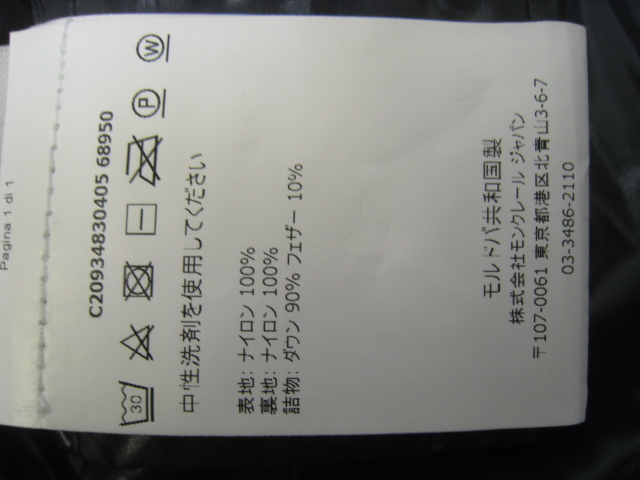 Pagina 1 di 1
C20934830405 68950
30
P
W
中性洗剤を使用してください
表地: ナイロン 100%
裏地: ナイロン 100%
詰物: ダウン 90% フェザー 10%
モルドバ共和国製
株式会社モンクレール ジャパン
〒107-0061 東京都港区北青山3-6-7
03-3486-2110